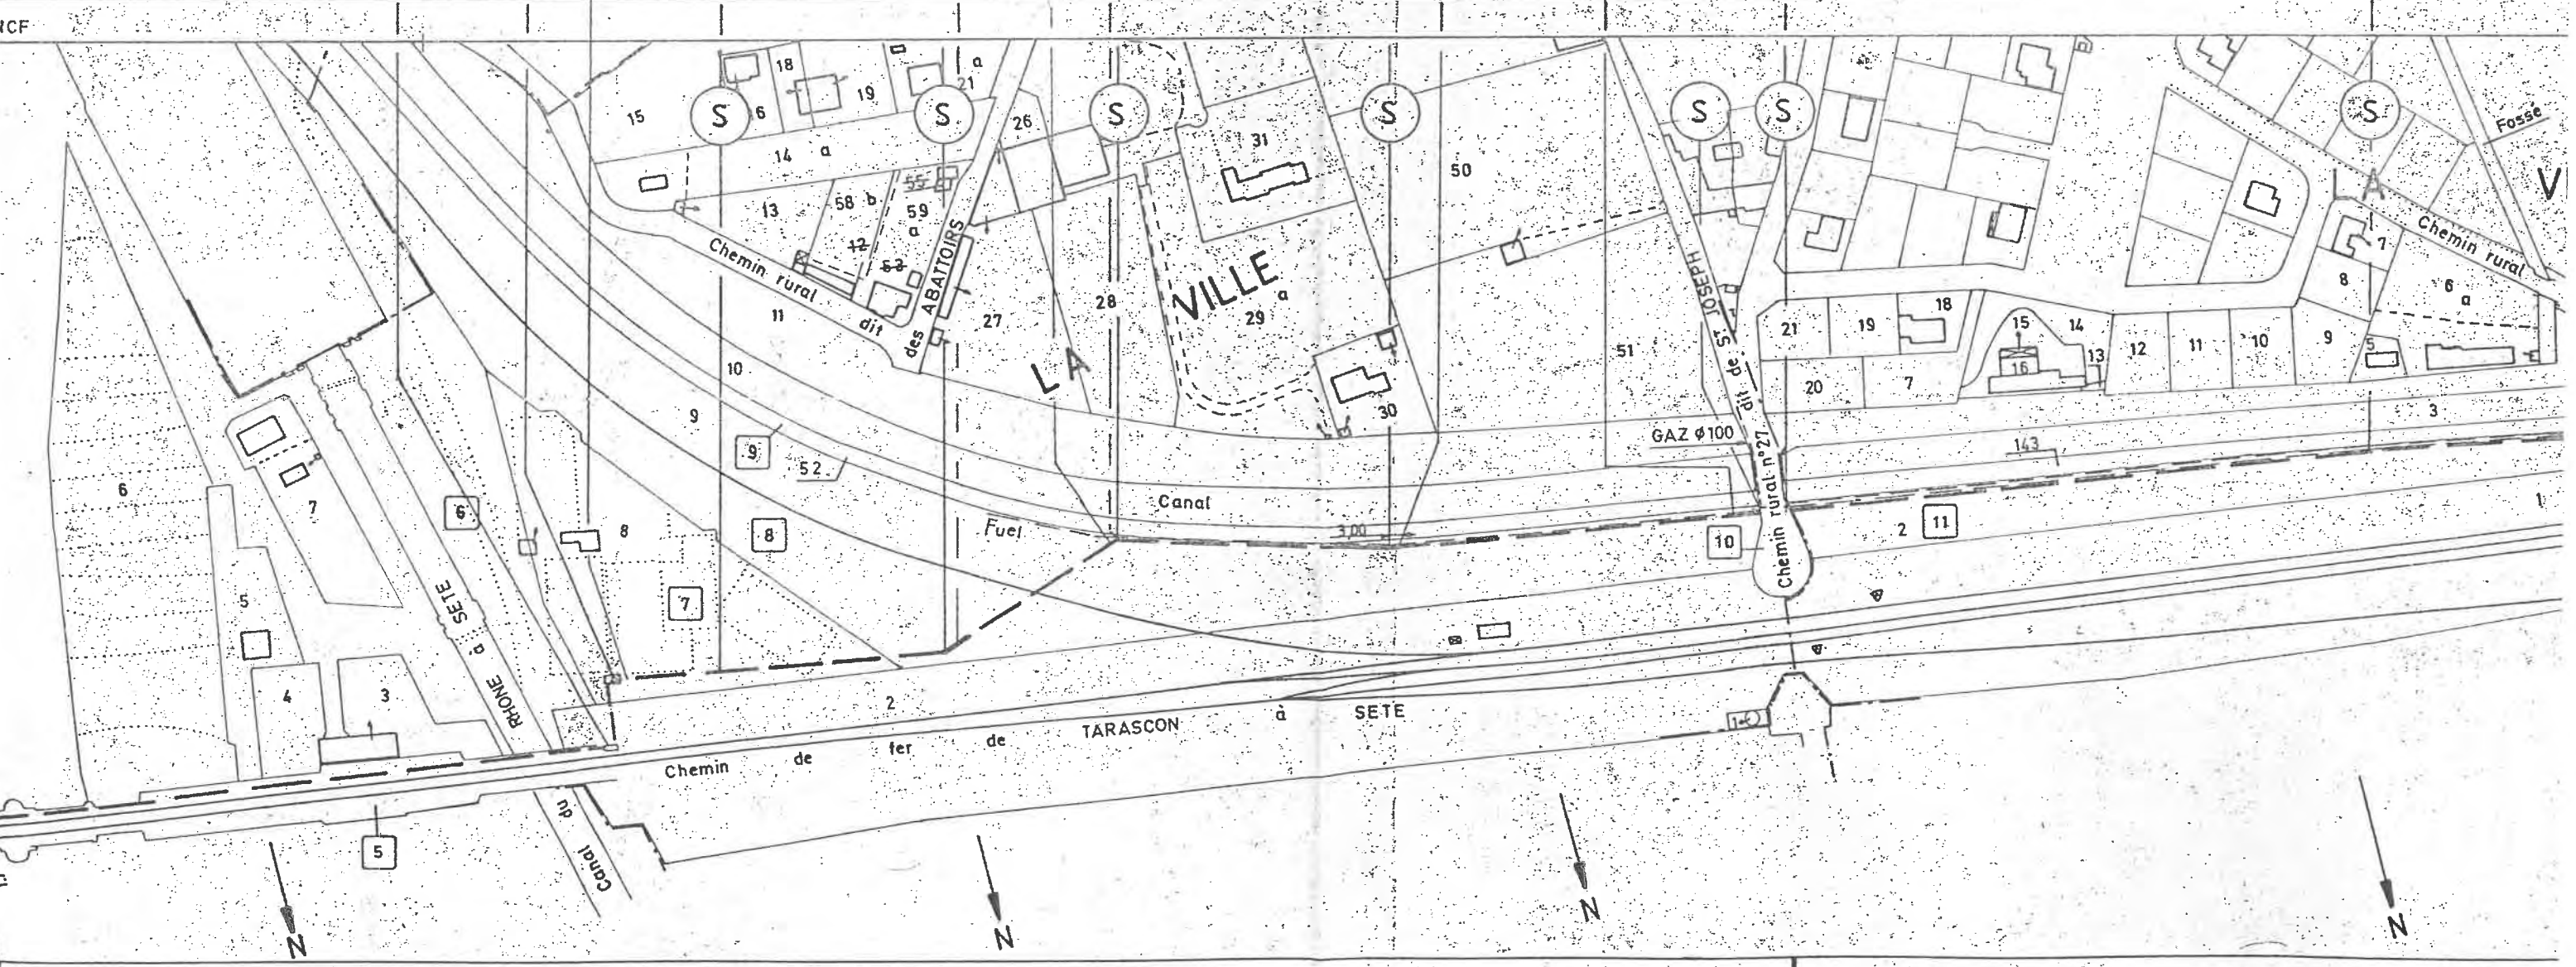 S
S
S
S
S
S
S
18
6
19
21
a
15
26
14 a
31
50
Fossé
LA
V
13
58 b
55
59
a
12
53
Chemin rural
dit
des ABATTOIRS
11
27
28
VILLE
a
29
LA
10
9
9
52
30
51
Chemin rural n°27 dit de St JOSEPH
GAZ ø100
21
19
18
20
7
15
14
16
13
12
11
10
9
5
8
7
6
a
Chemin rural
3
143
1
2
11
10
Canal
Fuel
3,00
6
7
6
8
8
7
5
4
3
RHONE à SETE
2
Chemin de fer de TARASCON à SETE
5
Canal du
N
N
N
N